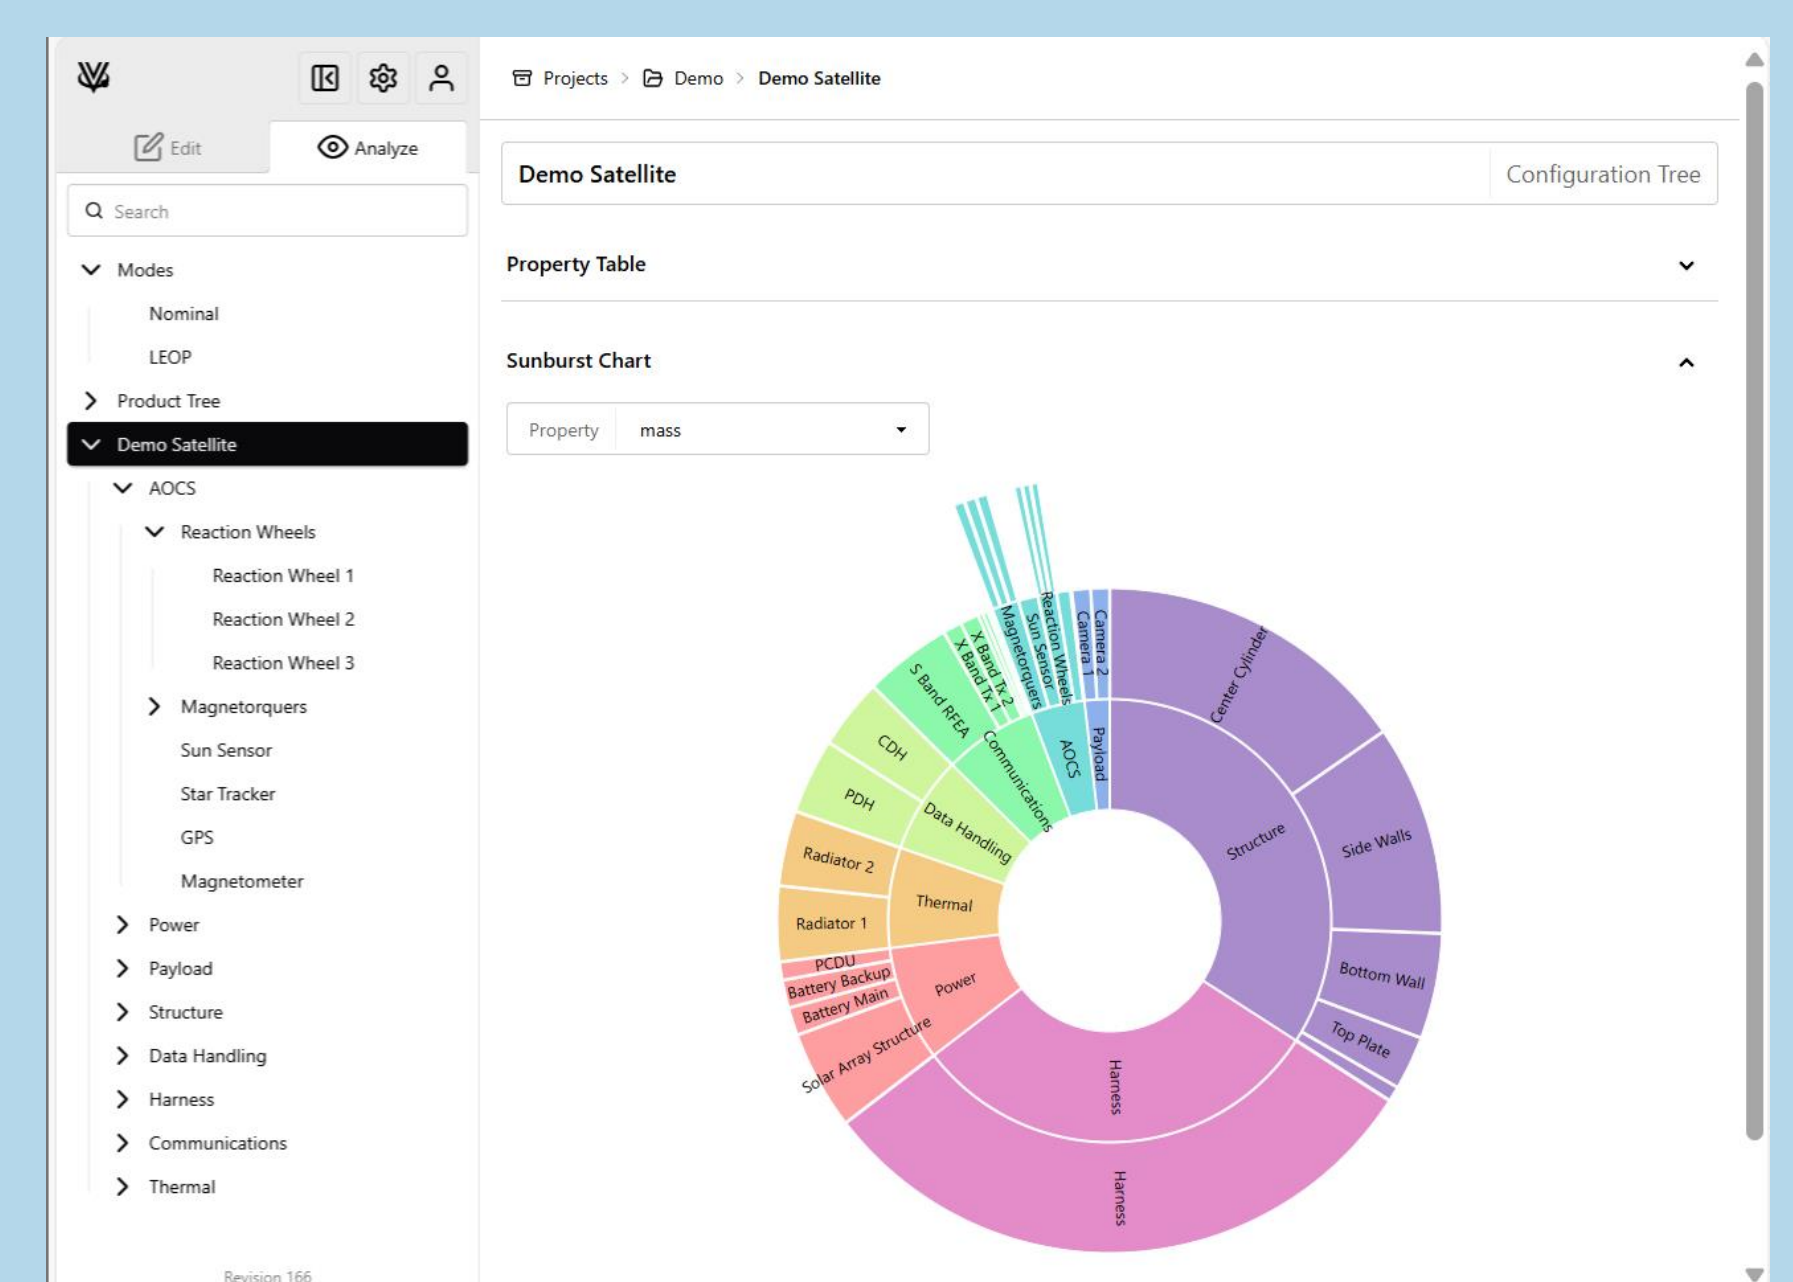 Projects > Demo > Demo Satellite
Edit
Analyze
Search
Modes
Nominal
LEOP
Product Tree
Demo Satellite
AOCS
Reaction Wheels
Reaction Wheel 1
Reaction Wheel 2
Reaction Wheel 3
Magnetorquers
Sun Sensor
Star Tracker
GPS
Magnetometer
Power
Payload
Structure
Data Handling
Harness
Communications
Thermal
Revision 166
Demo Satellite
Configuration Tree
Property Table
Sunburst Chart
Property
mass
Center Cylinder
Side Walls
Bottom Wall
Top Plate
Structure
Harness
Harness
Power
Solar Array Structure
Battery Main
Battery Backup
PCDU
Thermal
Radiator 1
Radiator 2
Data Handling
PDH
CDH
Communications
S Band RFEA
X Band Tx 1
X Band Tx 2
AOCS
Magnetorquers
Sun Sensor
Reaction Wheels
Payload
Camera 1
Camera 2